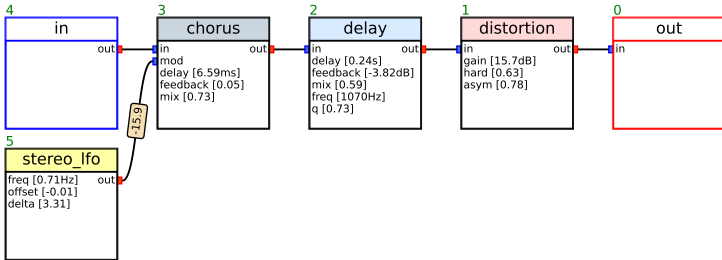 4
in
out
3
chorus
in
out
mod
delay [6.59ms]
feedback [0.05]
mix [0.73]
2
delay
in
out
delay [0.24s]
feedback [-3.82dB]
mix [0.59]
freq [1070Hz]
q [0.73]
1
distortion
in
out
gain [15.7dB]
hard [0.63]
asym [0.78]
0
out
in
-15.9
5
stereo_lfo
freq [0.71Hz]
out
offset [-0.01]
delta [3.31]